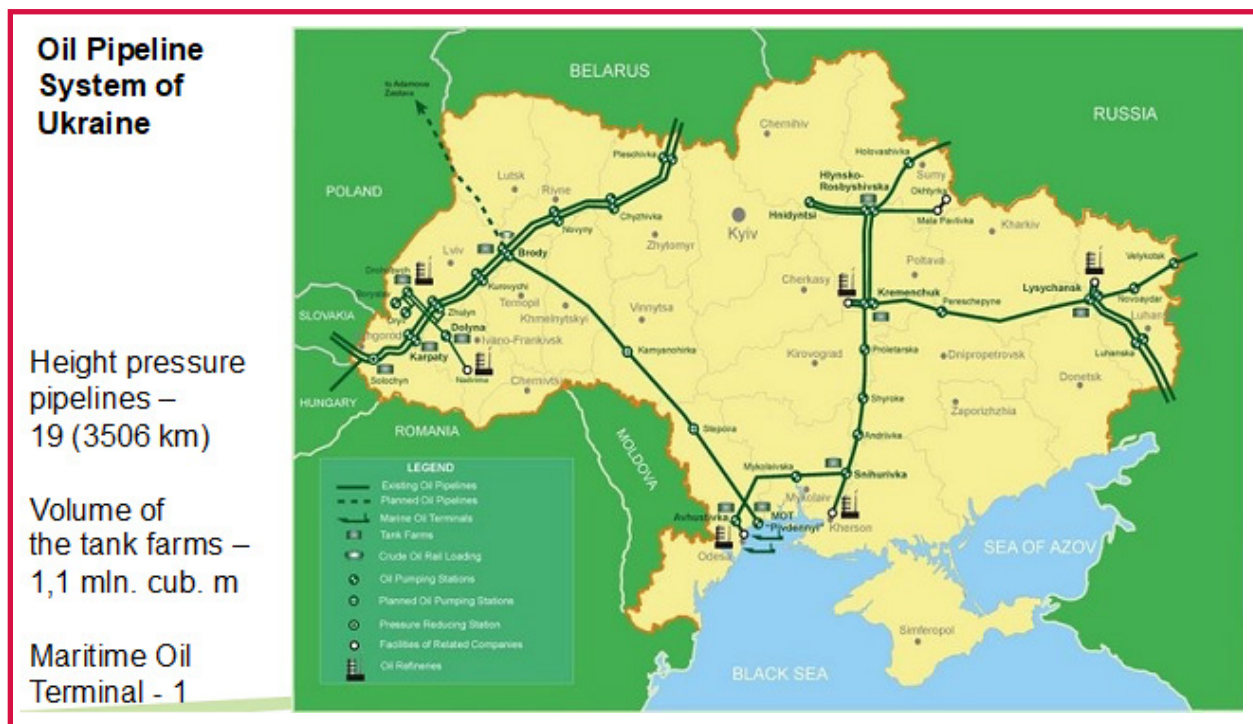 Oil Pipeline
System of
Ukraine
Height pressure
pipelines –
19 (3506 km)
Volume of
the tank farms –
1,1 mln. cub. m
Maritime Oil
Terminal - 1
BELARUS
RUSSIA
POLAND
SLOVAKIA
HUNGARY
ROMANIA
MOLDOVA
SEA OF AZOV
BLACK SEA
to Adamowa
Zastava
Chernihiv
Pleschivka
Holovashivka
Sumy
Lutsk
Rivne
Hlynsko-
Rosbyshivska
Okhtyrka
Hnidyntsi
Mala Pavlivka
Chyzhivka
Novyny
Kyiv
Kharkiv
Zhytomyr
Brody
Lviv
Velykotsk
Drohobych
Boryslav
Kurovychi
Ternopil
Khmelnytskyi
Cherkasy
Poltava
Lysychansk
Kremenchuk
Pereschepyne
Novoaydar
Zhulyn
Vinnytsa
Dolyna
Ivano-Frankivsk
Luhanska
Karpaty
Kamyanohirka
Proletarska
Dnipropetrovsk
Kirovograd
Donetsk
Solochyn
Nadvirna
Chernivtsi
Shyroke
Zaporizhzhia
Stepova
Andriivka
Mykolaivska
Snihurivka
Mykolaiv
Avhustivka
MOT
"Pivdennyi"
Kherson
Odesa
Simferopol
LEGEND
Existing Oil Pipelines
Planned Oil Pipelines
Marine Oil Terminals
Tank Farms
Crude Oil Rail Loading
Oil Pumping Stations
Planned Oil Pumping Stations
Pressure Reducing Station
Facilities of Related Companies
Oil Refineries